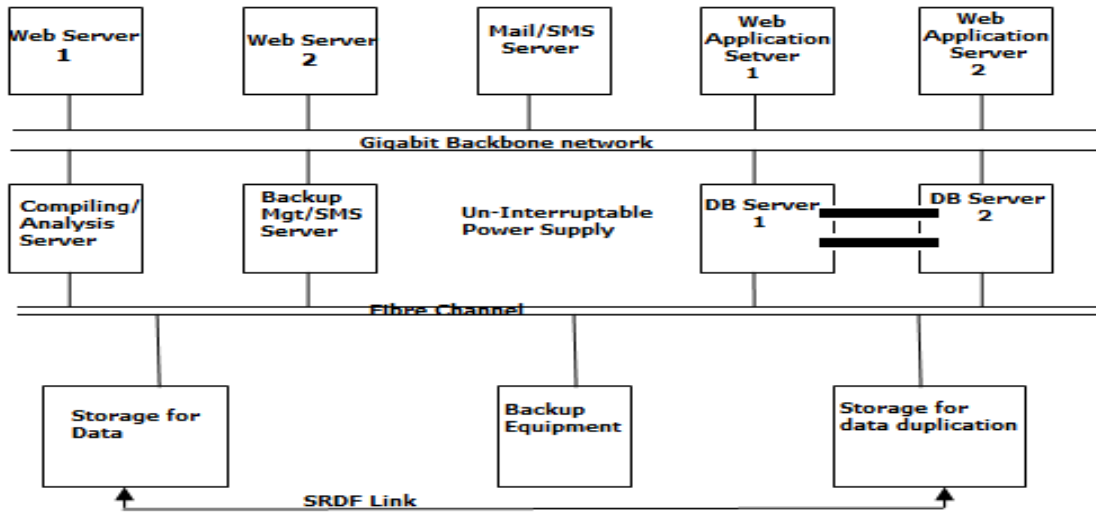 Web Server
1
Web Server
2
Mail/SMS
Server
Web
Application
Setver
1
Web
Application
Server
2
Gigabit Backbone network
Compiling/
Analysis
Server
Backup
Mgt/SMS
Server
Un-Interruptable
Power Supply
DB Server
1
DB Server
2
Fibre Channel
Storage for
Data
Backup
Equipment
Storage for
data duplication
SRDF Link